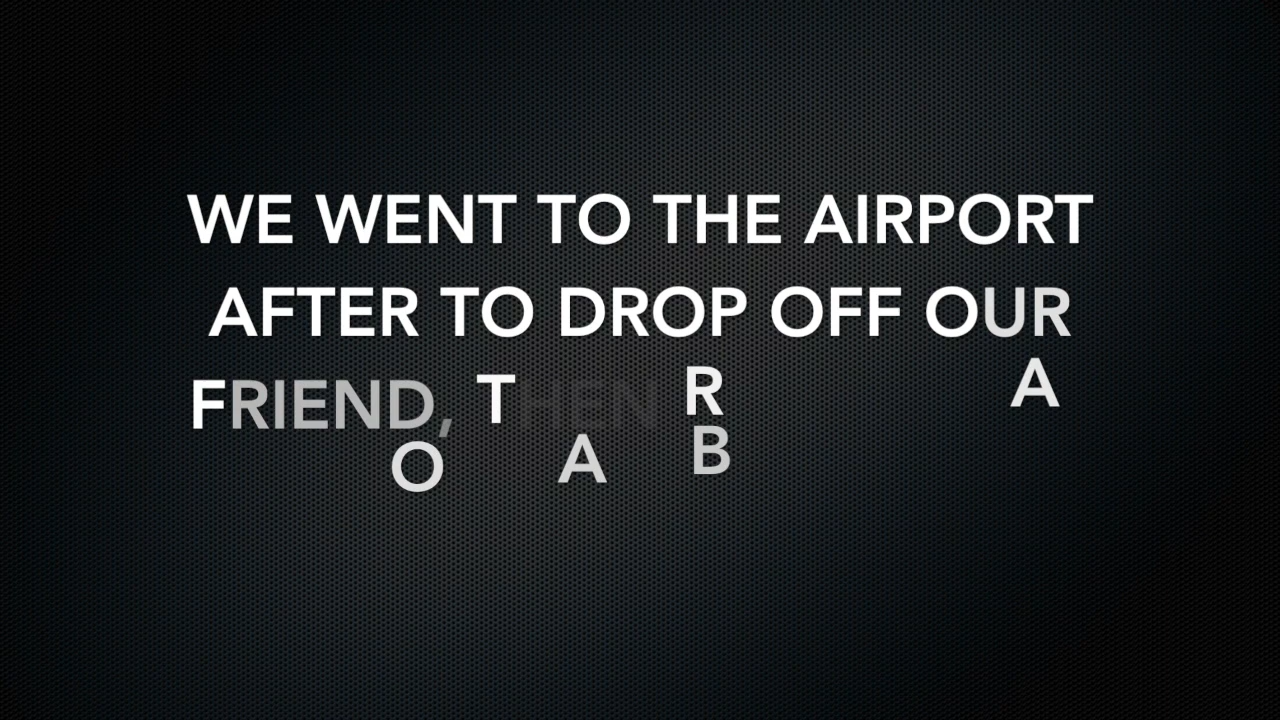 WE WENT TO THE AIRPORT
AFTER TO DROP OFF OUR
FRIEND, THEN R A
O A B